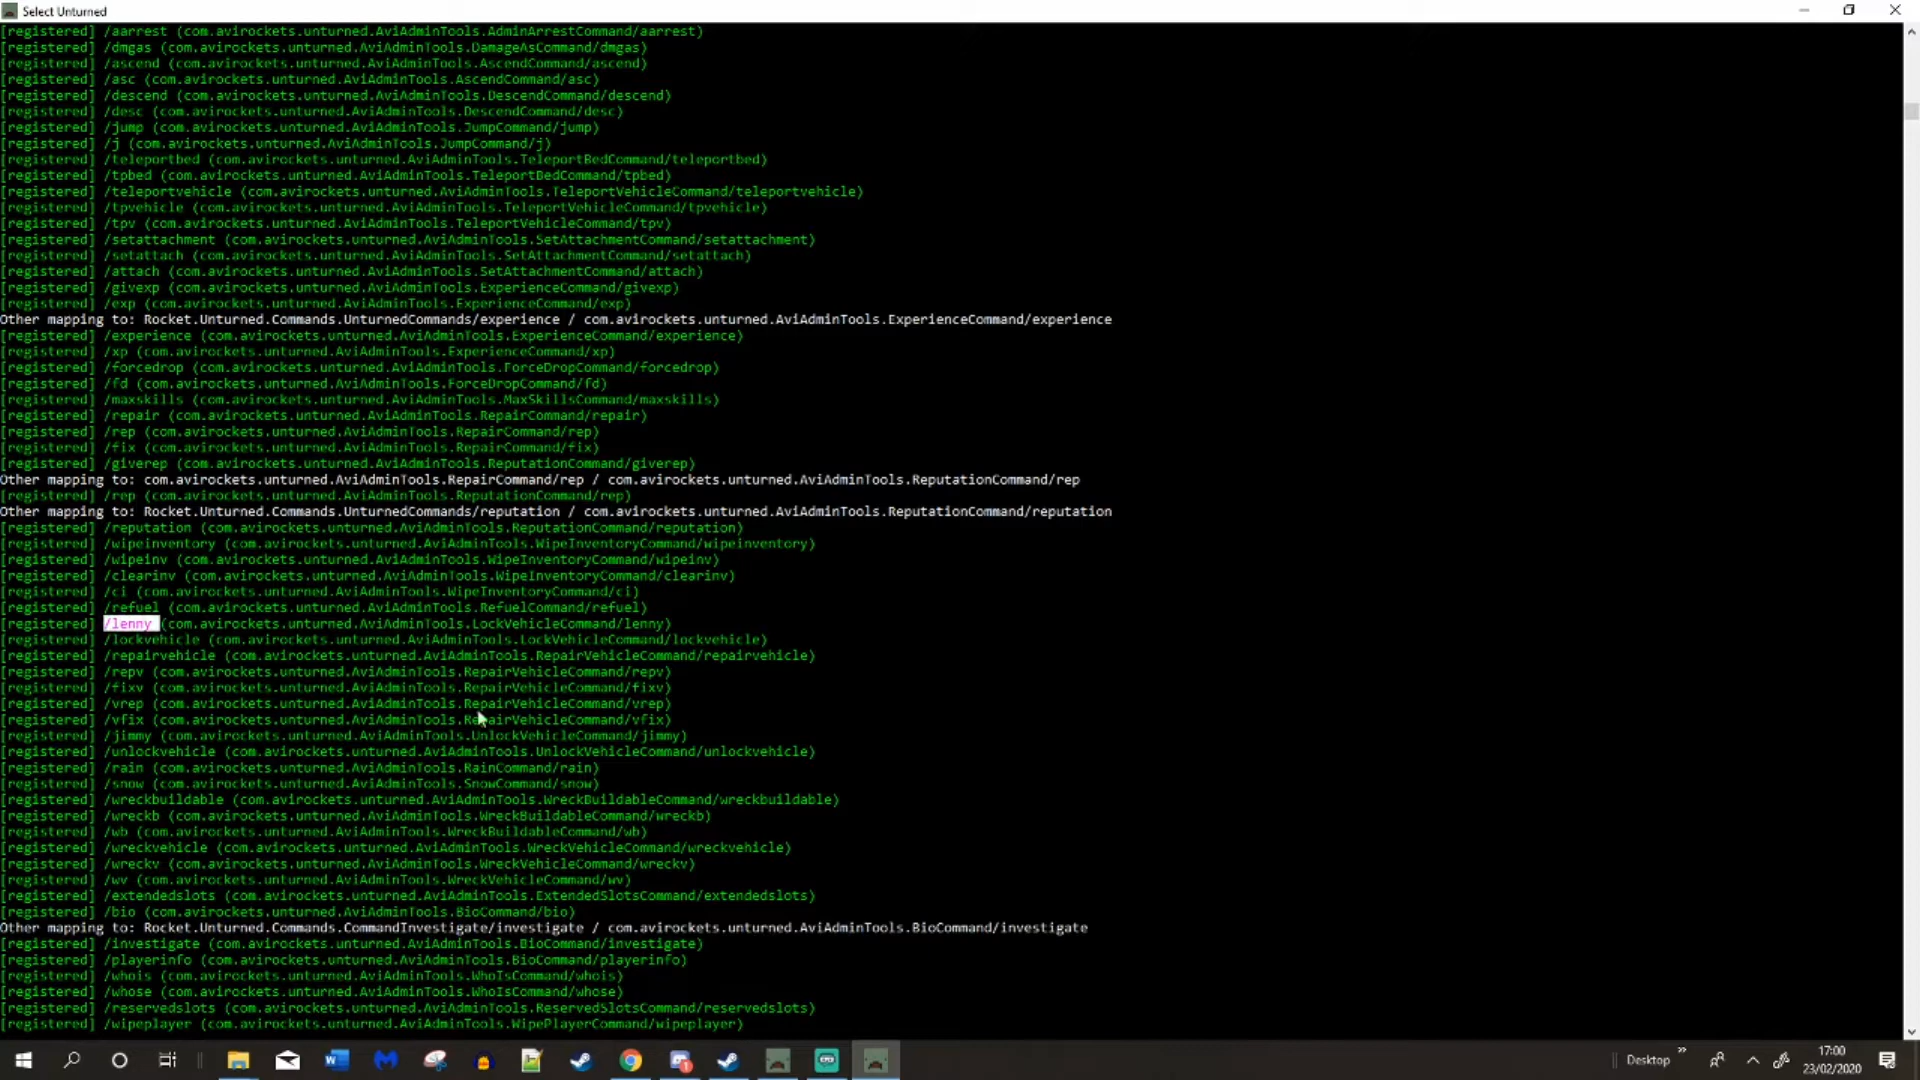 Select Unturned
[registered] /aarrest (com.avirockets.unturned.AviAdminTools.AdminArrestCommand/aarrest)
[registered] /dmgas (com.avirockets.unturned.AviAdminTools.DamageAsCommand/dmgas)
[registered] /ascend (com.avirockets.unturned.AviAdminTools.AscendCommand/ascend)
[registered] /asc (com.avirockets.unturned.AviAdminTools.AscendCommand/asc)
[registered] /descend (com.avirockets.unturned.AviAdminTools.DescendCommand/descend)
[registered] /desc (com.avirockets.unturned.AviAdminTools.DescendCommand/desc)
[registered] /jump (com.avirockets.unturned.AviAdminTools.JumpCommand/jump)
[registered] /j (com.avirockets.unturned.AviAdminTools.JumpCommand/j)
[registered] /teleportbed (com.avirockets.unturned.AviAdminTools.TeleportBedCommand/teleportbed)
[registered] /tpbed (com.avirockets.unturned.AviAdminTools.TeleportBedCommand/tpbed)
[registered] /teleportvehicle (com.avirockets.unturned.AviAdminTools.TeleportVehicleCommand/teleportvehicle)
[registered] /tpvehicle (com.avirockets.unturned.AviAdminTools.TeleportVehicleCommand/tpvehicle)
[registered] /tpv (com.avirockets.unturned.AviAdminTools.TeleportVehicleCommand/tpv)
[registered] /setattachment (com.avirockets.unturned.AviAdminTools.SetAttachmentCommand/setattachment)
[registered] /setattach (com.avirockets.unturned.AviAdminTools.SetAttachmentCommand/setattach)
[registered] /attach (com.avirockets.unturned.AviAdminTools.SetAttachmentCommand/attach)
[registered] /givexp (com.avirockets.unturned.AviAdminTools.ExperienceCommand/givexp)
[registered] /exp (com.avirockets.unturned.AviAdminTools.ExperienceCommand/exp)
Other mapping to: Rocket.Unturned.Commands.UnturnedCommands/experience / com.avirockets.unturned.AviAdminTools.ExperienceCommand/experience
[registered] /experience (com.avirockets.unturned.AviAdminTools.ExperienceCommand/experience)
[registered] /xp (com.avirockets.unturned.AviAdminTools.ExperienceCommand/xp)
[registered] /forcedrop (com.avirockets.unturned.AviAdminTools.ForceDropCommand/forcedrop)
[registered] /fd (com.avirockets.unturned.AviAdminTools.ForceDropCommand/fd)
[registered] /maxskills (com.avirockets.unturned.AviAdminTools.MaxSkillsCommand/maxskills)
[registered] /repair (com.avirockets.unturned.AviAdminTools.RepairCommand/repair)
[registered] /rep (com.avirockets.unturned.AviAdminTools.RepairCommand/rep)
[registered] /fix (com.avirockets.unturned.AviAdminTools.RepairCommand/fix)
[registered] /giverep (com.avirockets.unturned.AviAdminTools.ReputationCommand/giverep)
Other mapping to: com.avirockets.unturned.AviAdminTools.RepairCommand/rep / com.avirockets.unturned.AviAdminTools.ReputationCommand/rep
[registered] /rep (com.avirockets.unturned.AviAdminTools.ReputationCommand/rep)
Other mapping to: Rocket.Unturned.Commands.UnturnedCommands/reputation / com.avirockets.unturned.AviAdminTools.ReputationCommand/reputation
[registered] /reputation (com.avirockets.unturned.AviAdminTools.ReputationCommand/reputation)
[registered] /wipeinventory (com.avirockets.unturned.AviAdminTools.WipeInventoryCommand/wipeinventory)
[registered] /wipeinv (com.avirockets.unturned.AviAdminTools.WipeInventoryCommand/wipeinv)
[registered] /clearinv (com.avirockets.unturned.AviAdminTools.WipeInventoryCommand/clearinv)
[registered] /ci (com.avirockets.unturned.AviAdminTools.WipeInventoryCommand/ci)
[registered] /refuel (com.avirockets.unturned.AviAdminTools.RefuelCommand/refuel)
[registered] /lenny (com.avirockets.unturned.AviAdminTools.LockVehicleCommand/lenny)
[registered] /lockvehicle (com.avirockets.unturned.AviAdminTools.LockVehicleCommand/lockvehicle)
[registered] /repairvehicle (com.avirockets.unturned.AviAdminTools.RepairVehicleCommand/repairvehicle)
[registered] /repv (com.avirockets.unturned.AviAdminTools.RepairVehicleCommand/repv)
[registered] /fixv (com.avirockets.unturned.AviAdminTools.RepairVehicleCommand/fixv)
[registered] /vrep (com.avirockets.unturned.AviAdminTools.RepairVehicleCommand/vrep)
[registered] /vfix (com.avirockets.unturned.AviAdminTools.RepairVehicleCommand/vfix)
[registered] /jimmy (com.avirockets.unturned.AviAdminTools.UnlockVehicleCommand/jimmy)
[registered] /unlockvehicle (com.avirockets.unturned.AviAdminTools.UnlockVehicleCommand/unlockvehicle)
[registered] /rain (com.avirockets.unturned.AviAdminTools.RainCommand/rain)
[registered] /snow (com.avirockets.unturned.AviAdminTools.SnowCommand/snow)
[registered] /wreckbuildable (com.avirockets.unturned.AviAdminTools.WreckBuildableCommand/wreckbuildable)
[registered] /wreckb (com.avirockets.unturned.AviAdminTools.WreckBuildableCommand/wreckb)
[registered] /wb (com.avirockets.unturned.AviAdminTools.WreckBuildableCommand/wb)
[registered] /wreckvehicle (com.avirockets.unturned.AviAdminTools.WreckVehicleCommand/wreckvehicle)
[registered] /wreckv (com.avirockets.unturned.AviAdminTools.WreckVehicleCommand/wreckv)
[registered] /wv (com.avirockets.unturned.AviAdminTools.WreckVehicleCommand/wv)
[registered] /extendedslots (com.avirockets.unturned.AviAdminTools.ExtendedSlotsCommand/extendedslots)
[registered] /bio (com.avirockets.unturned.AviAdminTools.BioCommand/bio)
Other mapping to: Rocket.Unturned.Commands.CommandInvestigate/investigate / com.avirockets.unturned.AviAdminTools.BioCommand/investigate
[registered] /investigate (com.avirockets.unturned.AviAdminTools.BioCommand/investigate)
[registered] /playerinfo (com.avirockets.unturned.AviAdminTools.BioCommand/playerinfo)
[registered] /whois (com.avirockets.unturned.AviAdminTools.WhoIsCommand/whois)
[registered] /whose (com.avirockets.unturned.AviAdminTools.WhoIsCommand/whose)
[registered] /reservedslots (com.avirockets.unturned.AviAdminTools.ReservedSlotsCommand/reservedslots)
[registered] /wipeplayer (com.avirockets.unturned.AviAdminTools.WipePlayerCommand/wipeplayer)
Desktop
17:00
23/02/2020